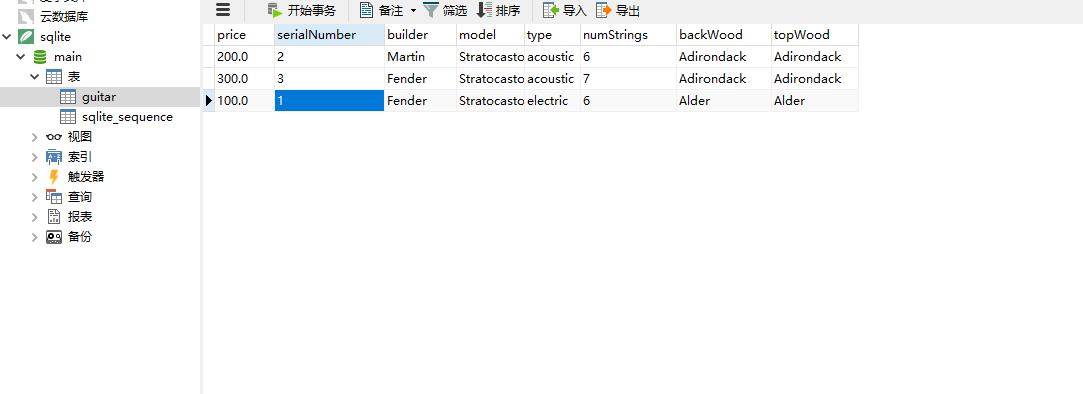 云数据库
sqlite
main
表
guitar
sqlite_sequence
视图
索引
触发器
查询
报表
备份
开始事务 备注 筛选 排序 导入 导出
price serialNumber builder model type numStrings backWood topWood
200.0 2 Martin Stratocasto acoustic 6 Adirondack Adirondack
300.0 3 Fender Stratocasto acoustic 7 Adirondack Adirondack
100.0 1 Fender Stratocasto electric 6 Alder Alder